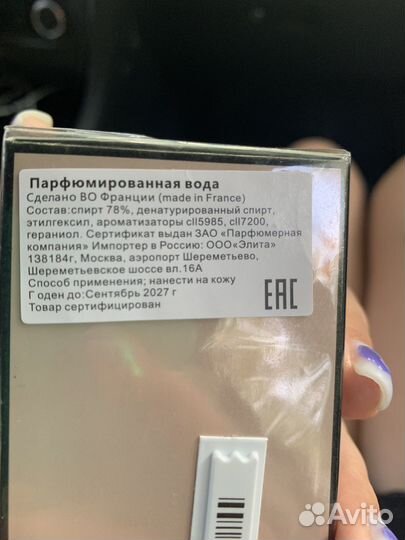 Парфюмированная вода
Сделано ВО Франции (made in France)
Состав:спирт 78%, денатурированный спирт,
этилгексил, ароматизаторы cll5985, cll7200,
гераниол. Сертификат выдан ЗАО «Парфюмерная
компания» Импортер в Россию: ООО«Элита»
138184г, Москва, аэропорт Шереметьево,
Шереметьевское шоссе вл.16А
Способ применения; нанести на кожу
Г оден до:Сентябрь 2027 г
Товар сертифицирован
EAC
Avito